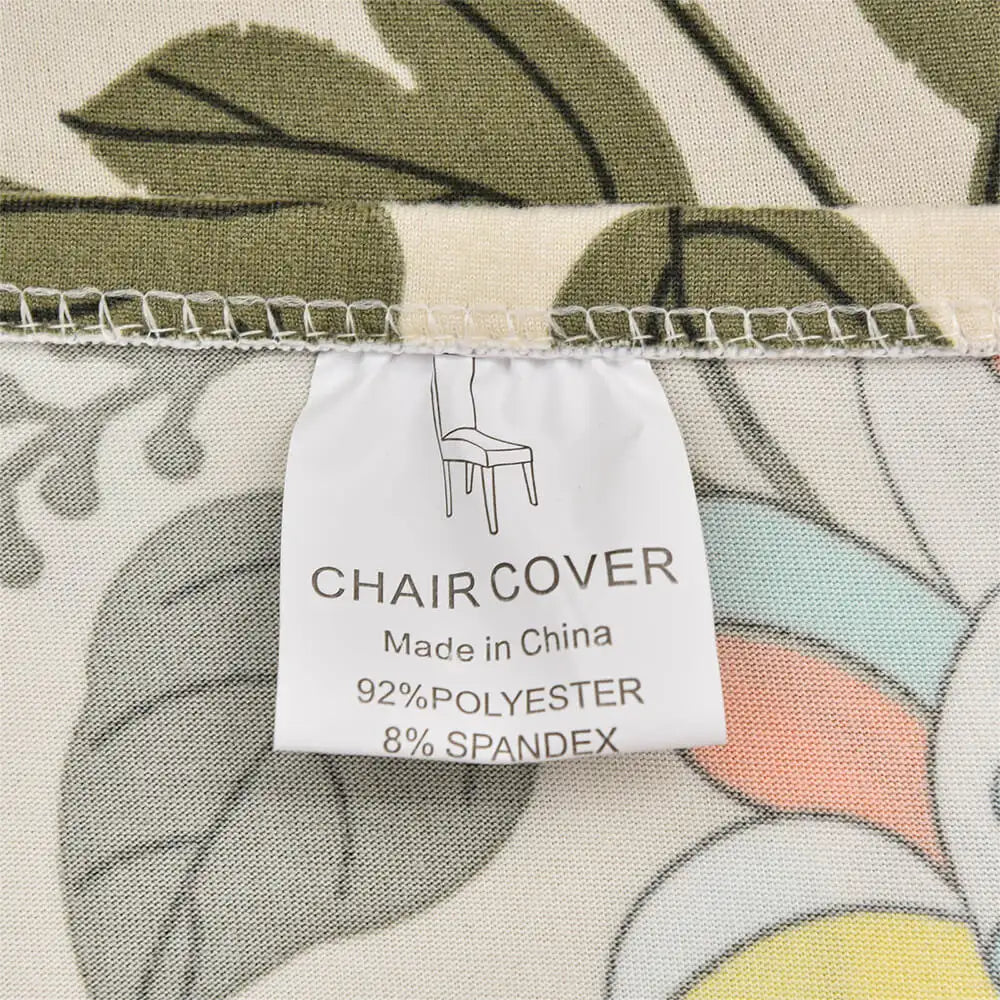 CHAIR COVER
Made in China
92%POLYESTER
8% SPANDEX